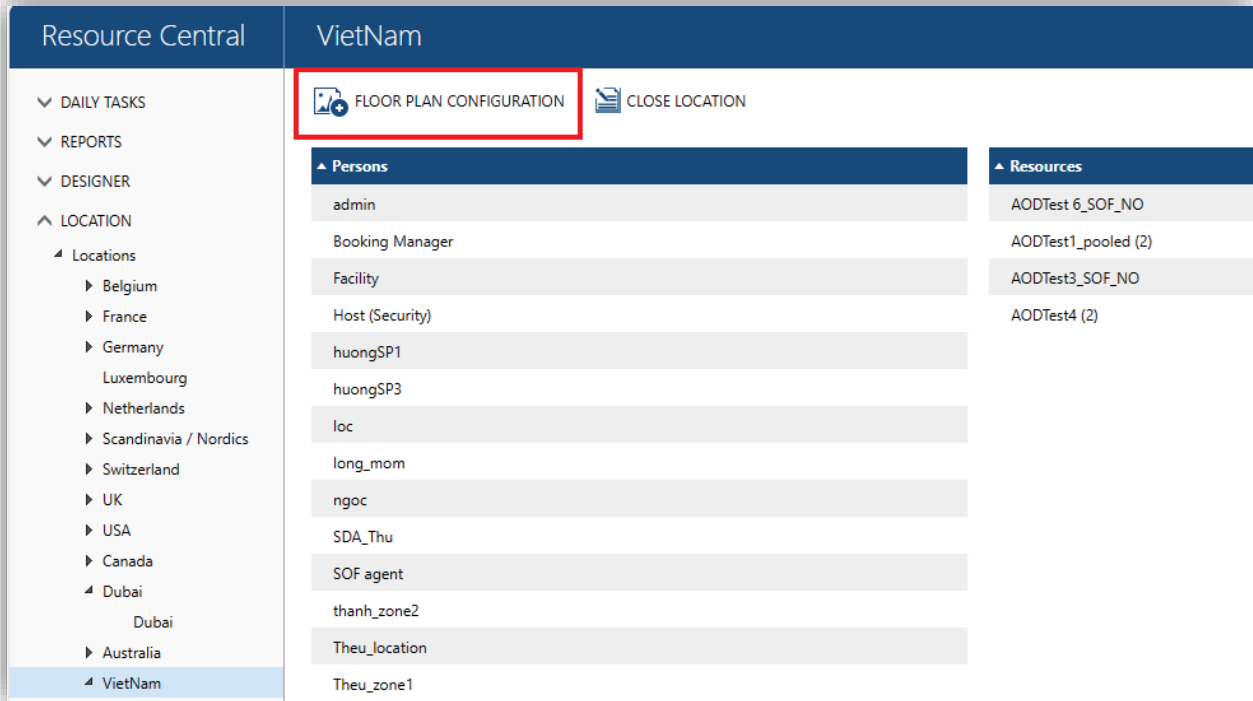 Resource Central
VietNam
DAILY TASKS
REPORTS
DESIGNER
LOCATION
Locations
Belgium
France
Germany
Luxembourg
Netherlands
Scandinavia / Nordics
Switzerland
UK
USA
Canada
Dubai
Dubai
Australia
VietNam
FLOOR PLAN CONFIGURATION
CLOSE LOCATION
Persons
admin
Booking Manager
Facility
Host (Security)
huongSP1
huongSP3
loc
long_mom
ngoc
SDA_Thu
SOF agent
thanh_zone2
Theu_location
Theu_zone1
Resources
AODTest 6_SOF_NO
AODTest1_pooled (2)
AODTest3_SOF_NO
AODTest4 (2)